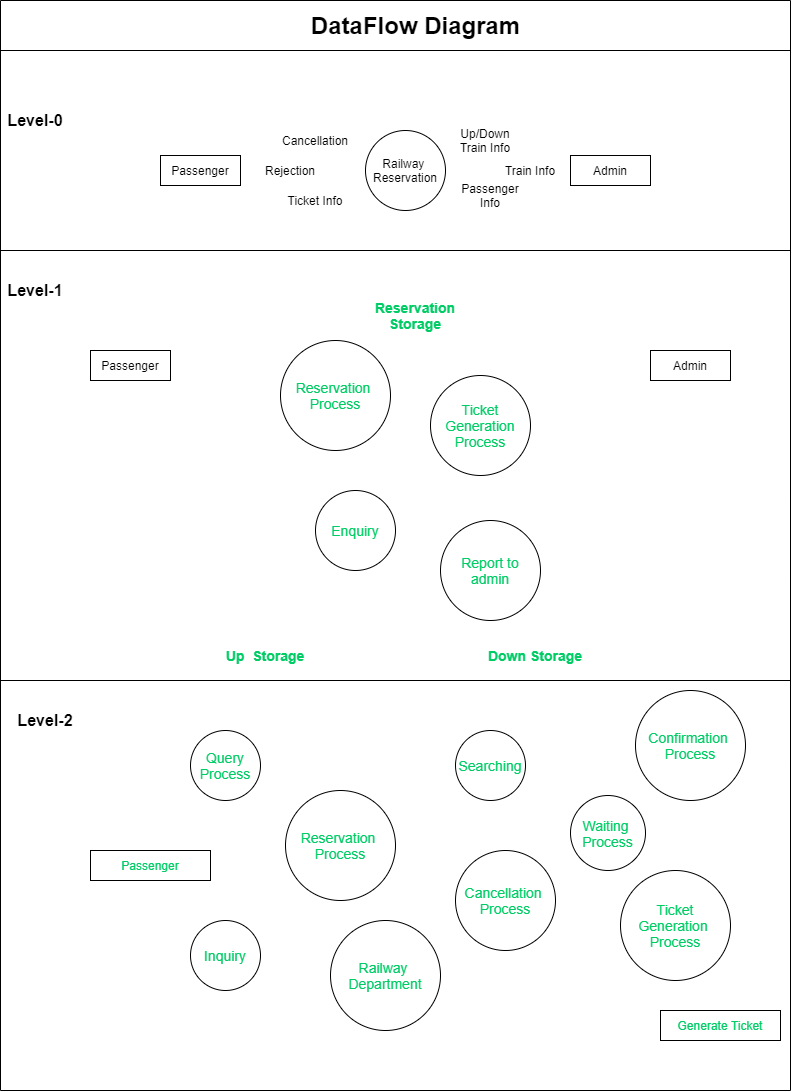 DataFlow Diagram
Level-0
Cancellation
Up/Down
Train Info
Passenger
Rejection
Railway
Reservation
Train Info
Admin
Ticket Info
Passenger
Info
Level-1
Reservation
Storage
Passenger
Admin
Reservation
Process
Ticket
Generation
Process
Enquiry
Report to
admin
Up Storage
Down Storage
Level-2
Query
Process
Searching
Confirmation
Process
Reservation
Process
Waiting
Process
Passenger
Cancellation
Process
Ticket
Generation
Process
Inquiry
Railway
Department
Generate Ticket